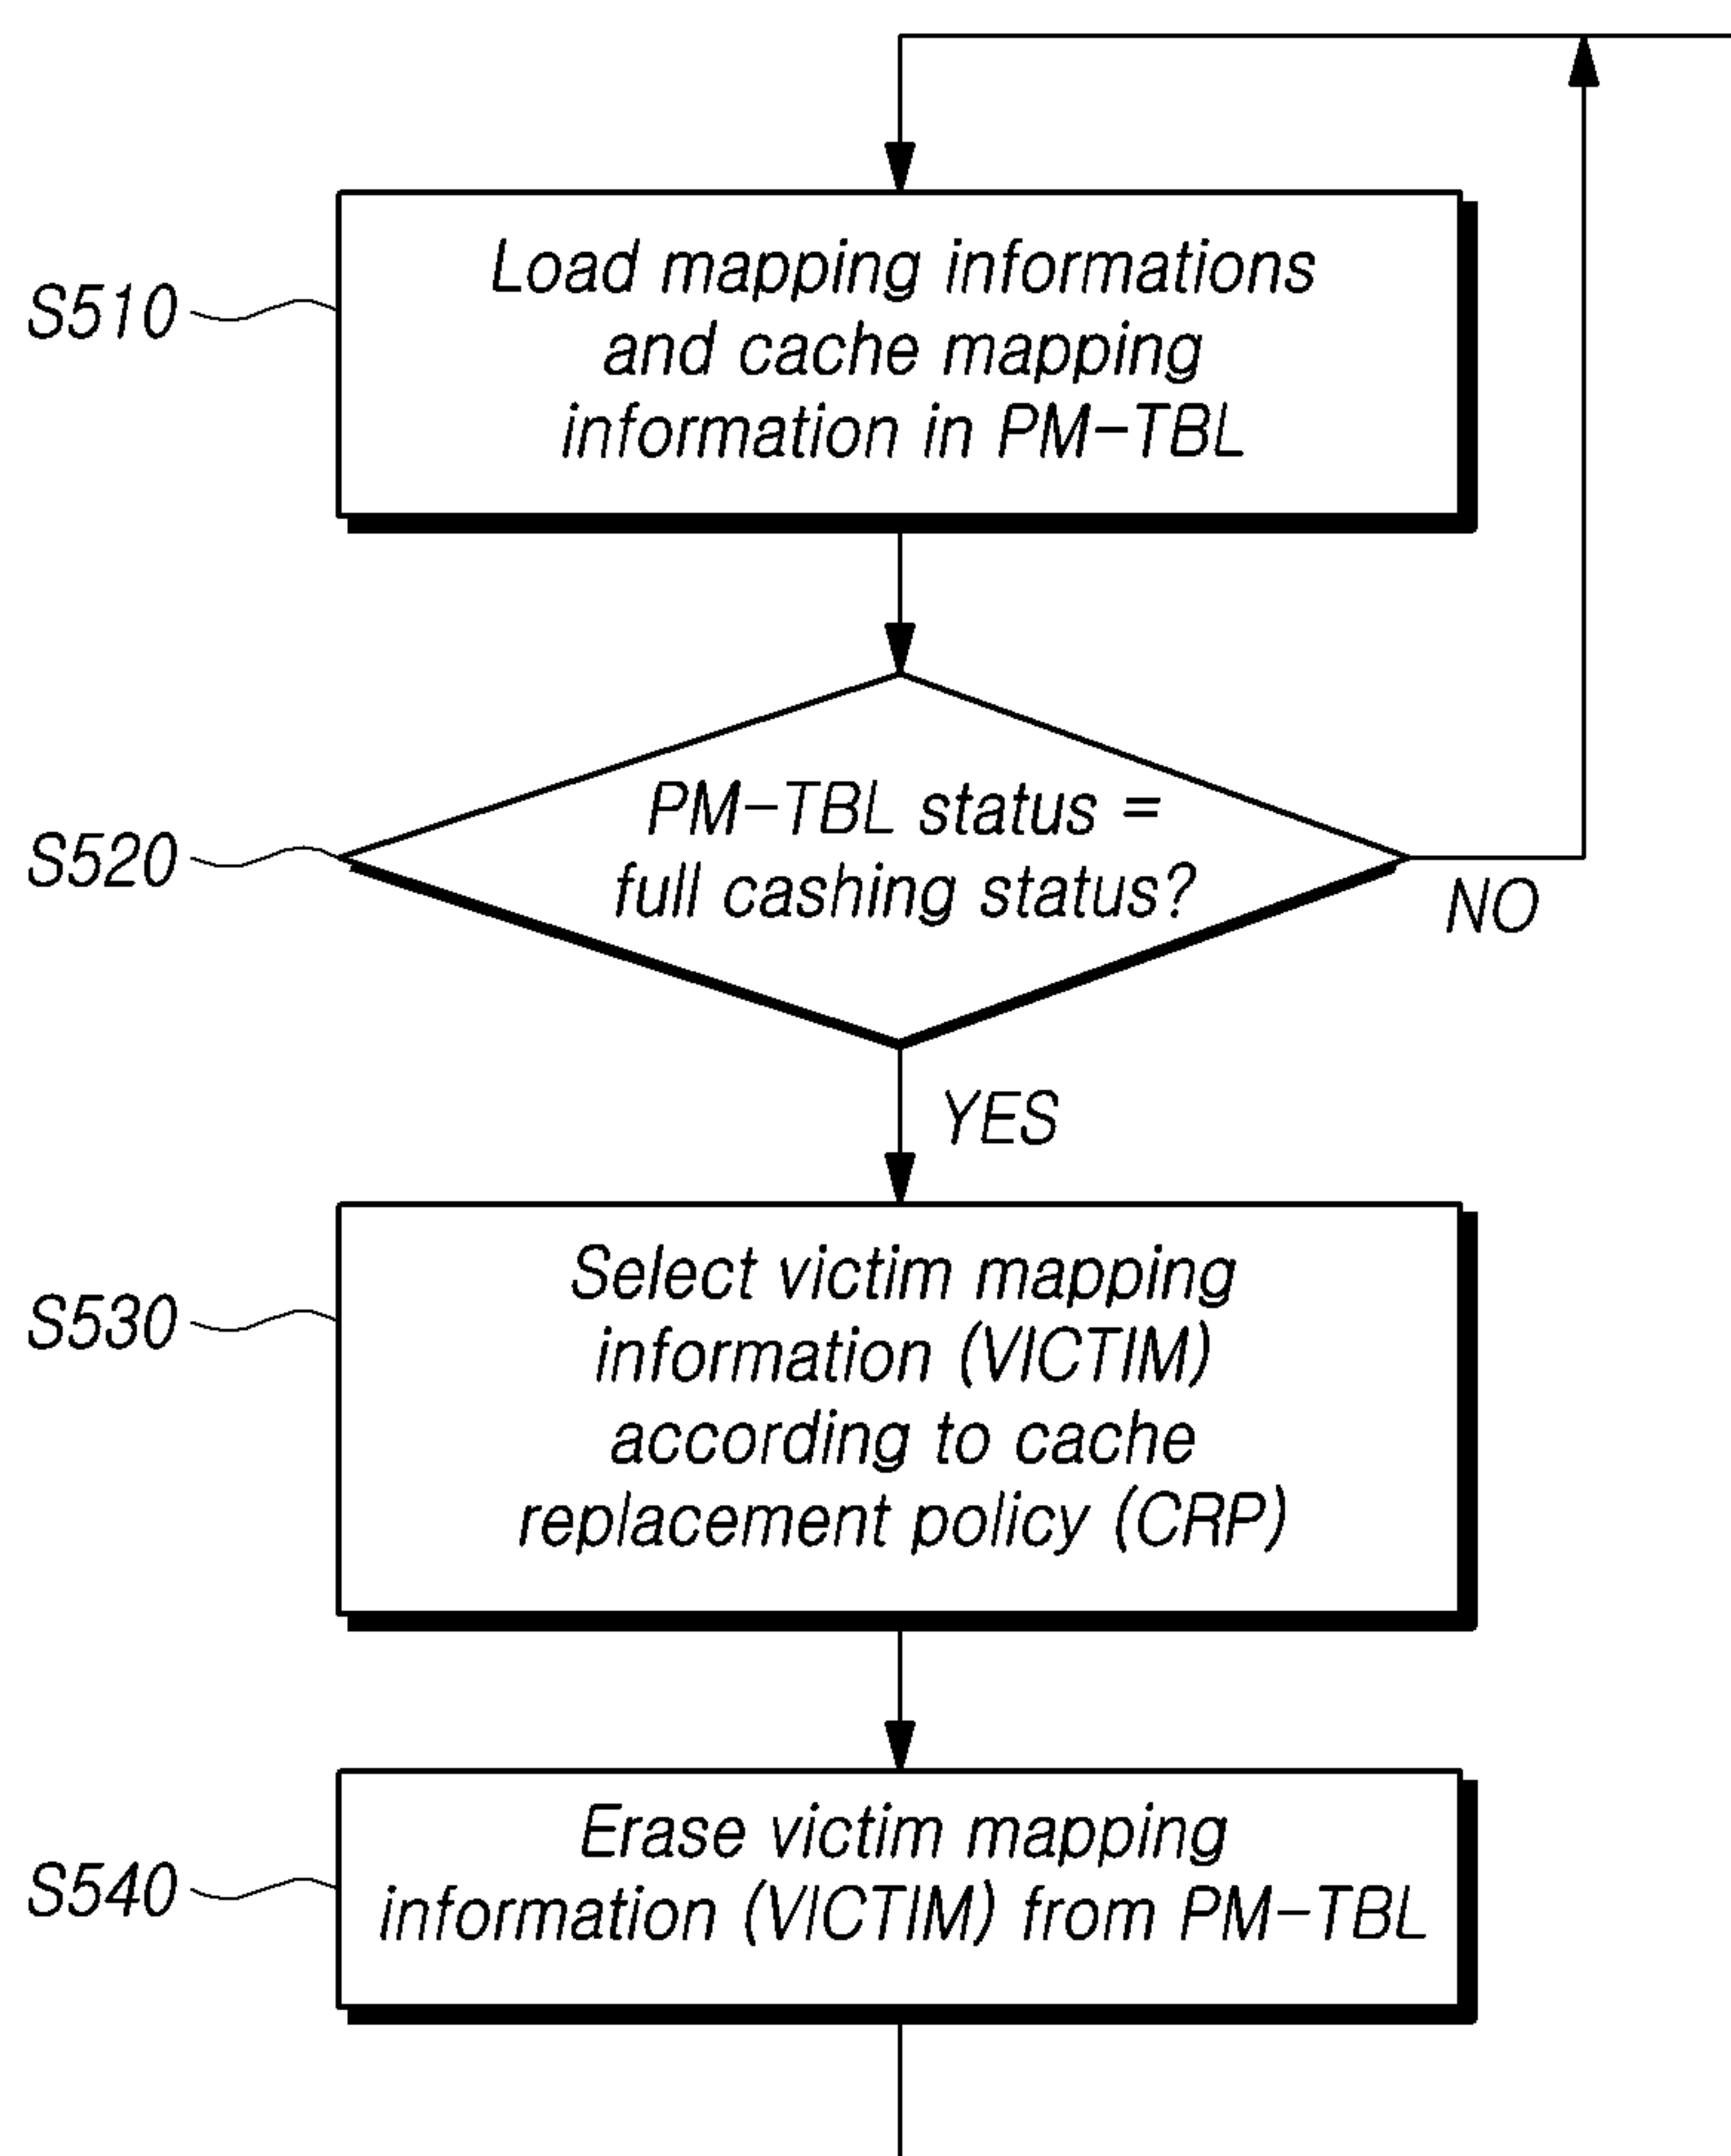 S510
Load mapping informations
and cache mapping
information in PM-TBL
S520
PM-TBL status =
full cashing status?
NO
YES
S530
Select victim mapping
information (VICTIM)
according to cache
replacement policy (CRP)
S540
Erase victim mapping
information (VICTIM) from PM-TBL